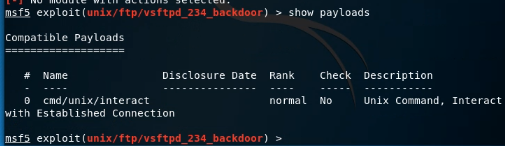 [-] No module with actions selected.
msf5 exploit(unix/ftp/vsftpd_234_backdoor) > show payloads
Compatible Payloads
===================
#  Name  Disclosure Date  Rank  Check  Description
-  ----  ---------------  ----  -----  -----------
0  cmd/unix/interact  normal  No  Unix Command, Interact
with Established Connection
msf5 exploit(unix/ftp/vsftpd_234_backdoor) >